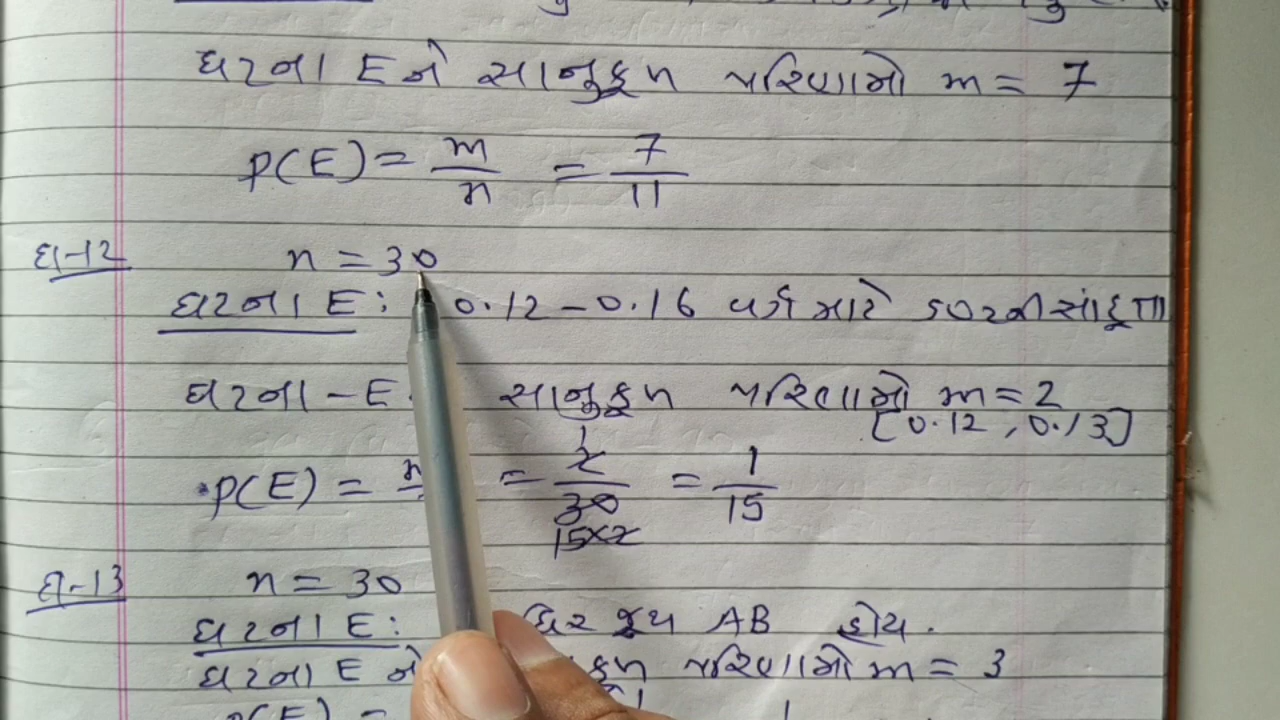 ઘટના E ને સાનુકૂળ પરિણામો m = 7
P(E) = m/n = 7/11
દા-12 n = 30
ઘટના E: 0.12 - 0.16 વર્ગ માટે
ઘટના - E સાનુકૂળ પરિણામો m = 2
[0.12, 0.13]
P(E) = = 2/30 = 1/15
1
15×2
દા-13 n = 30
ઘટના E: AB હોય.
ઘટના E ને પરિણામો m = 3
P(E) =